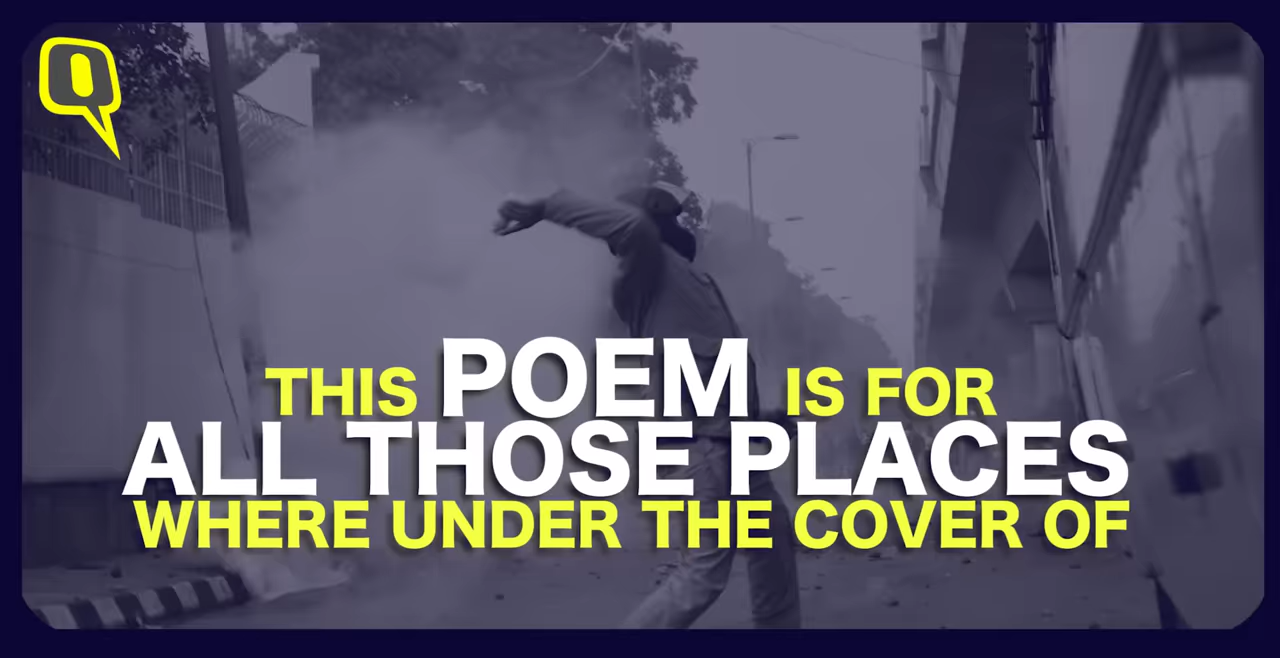 THIS POEM IS FOR
ALL THOSE PLACES
WHERE UNDER THE COVER OF